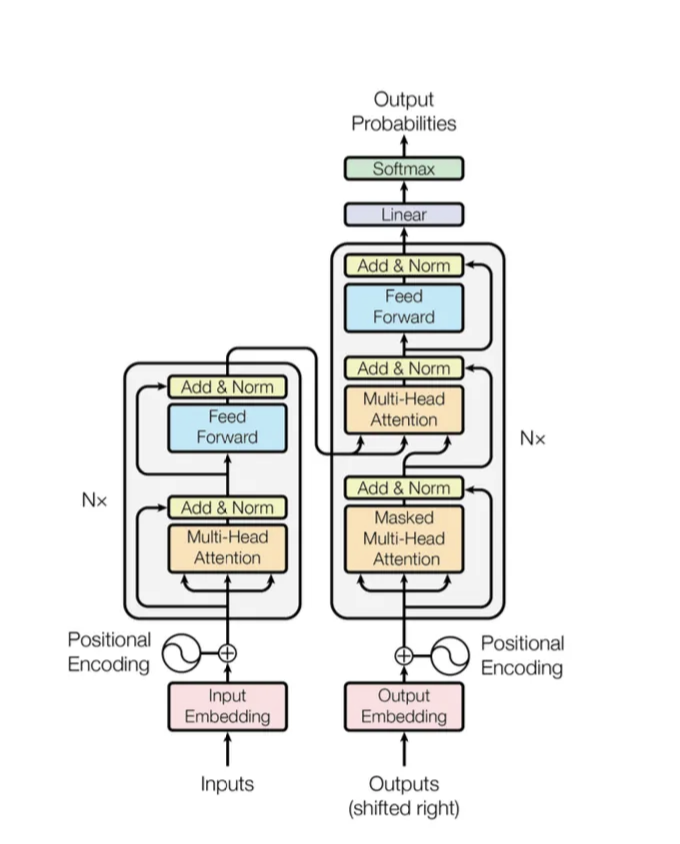 Output
Probabilities
Softmax
Linear
Add & Norm
Feed
Forward
Add & Norm
Multi-Head
Attention
Add & Norm
Masked
Multi-Head
Attention
Nx
Add & Norm
Feed
Forward
Add & Norm
Multi-Head
Attention
Nx
Positional
Encoding
Positional
Encoding
Input
Embedding
Output
Embedding
Inputs
Outputs
(shifted right)